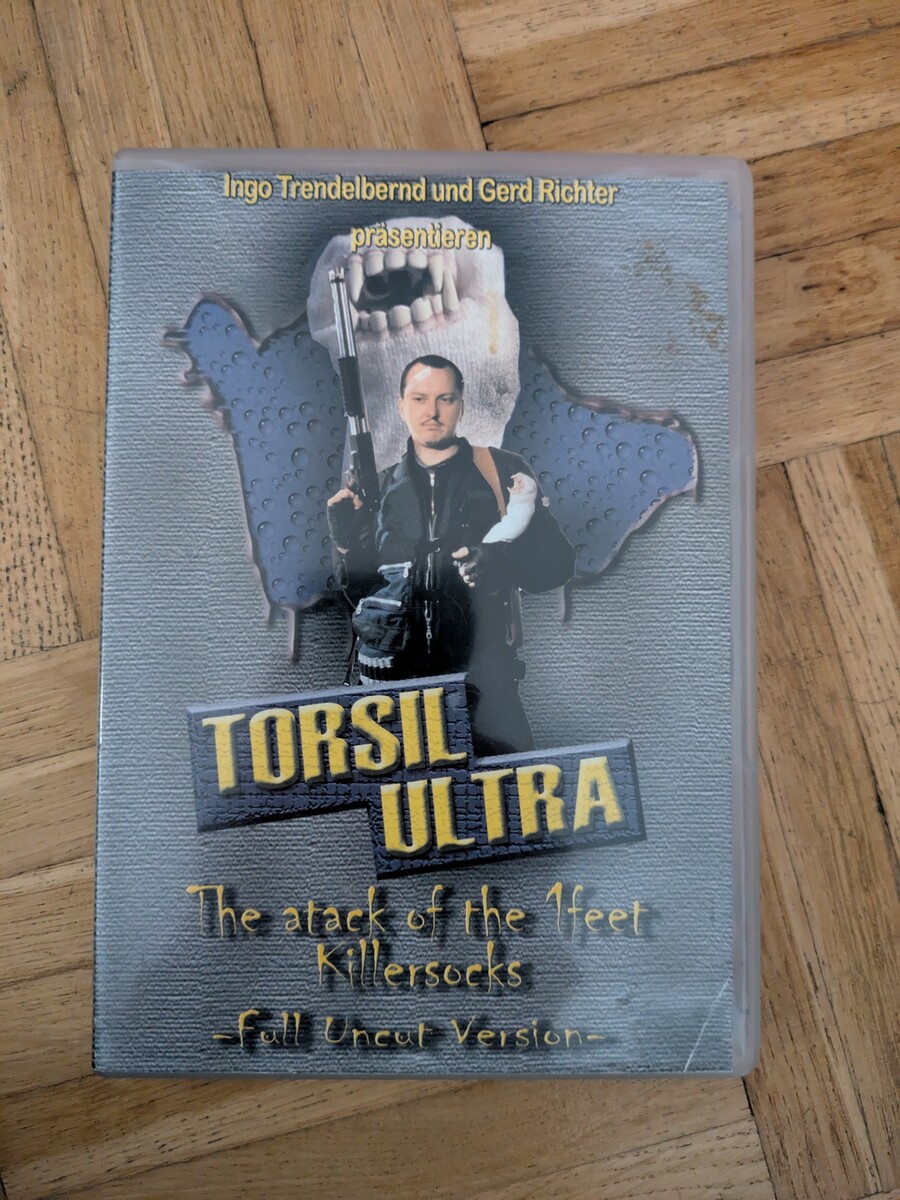 Ingo Trendelbernd und Gerd Richter
präsentieren
TORSIL
ULTRA
The atack of the 1feet
Killersocks
-Full Uncut Version-